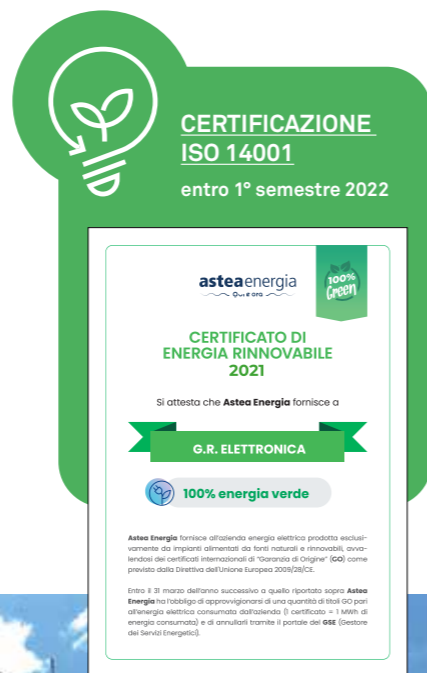 CERTIFICAZIONE
ISO 14001
entro 1° semestre 2022
asteaenergia
Qui e ora
100%
Green
CERTIFICATO DI
ENERGIA RINNOVABILE
2021
Si attesta che Astea Energia fornisce a
G.R. ELETTRONICA
100% energia verde
Astea Energia fornisce all'azienda energia elettrica prodotta esclusi-
vamente da impianti alimentati da fonti naturali e rinnovabili, avva-
lendosi dei certificati internazionali di "Garanzia di Origine" (GO) come
previsto dalla Direttiva dell'Unione Europea 2009/28/CE.
Entro il 31 marzo dell'anno successivo a quello riportato sopra Astea
Energia ha l'obbligo di approvvigionarsi di una quantità di titoli GO pari
all'energia elettrica consumata dall'azienda (1 certificato = 1 MWh di
energia consumata) e di annullarli tramite il portale del GSE (Gestore
dei Servizi Energetici).